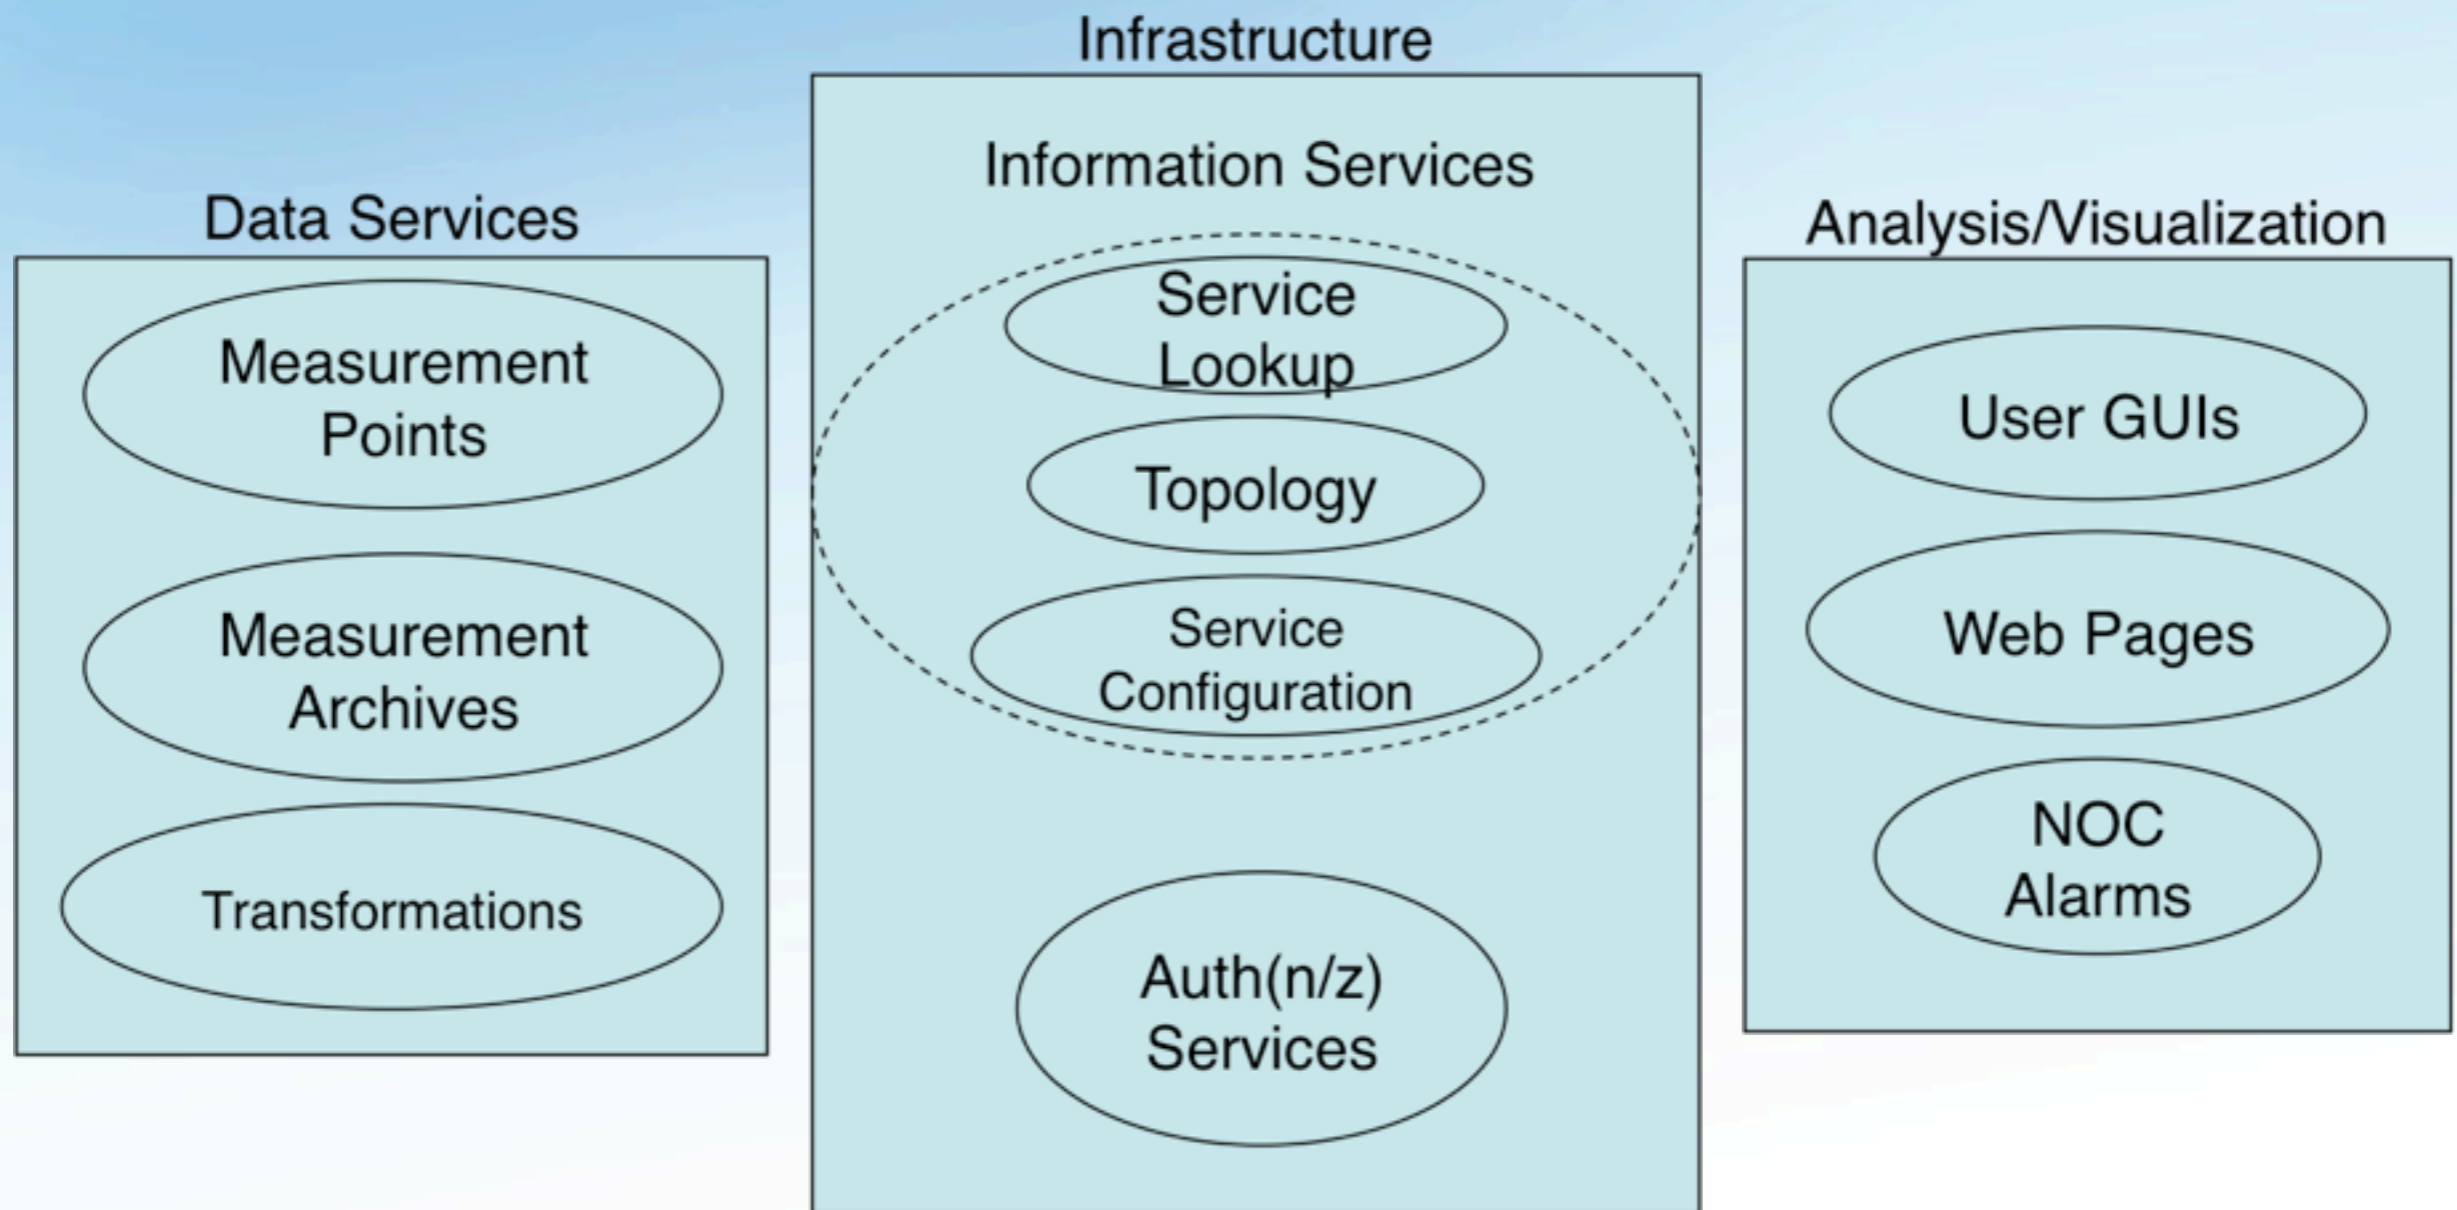 Data Services
Measurement
Points
Measurement
Archives
Transformations
Infrastructure
Information Services
Service
Lookup
Topology
Service
Configuration
Auth(n/z)
Services
Analysis/Visualization
User GUIs
Web Pages
NOC
Alarms